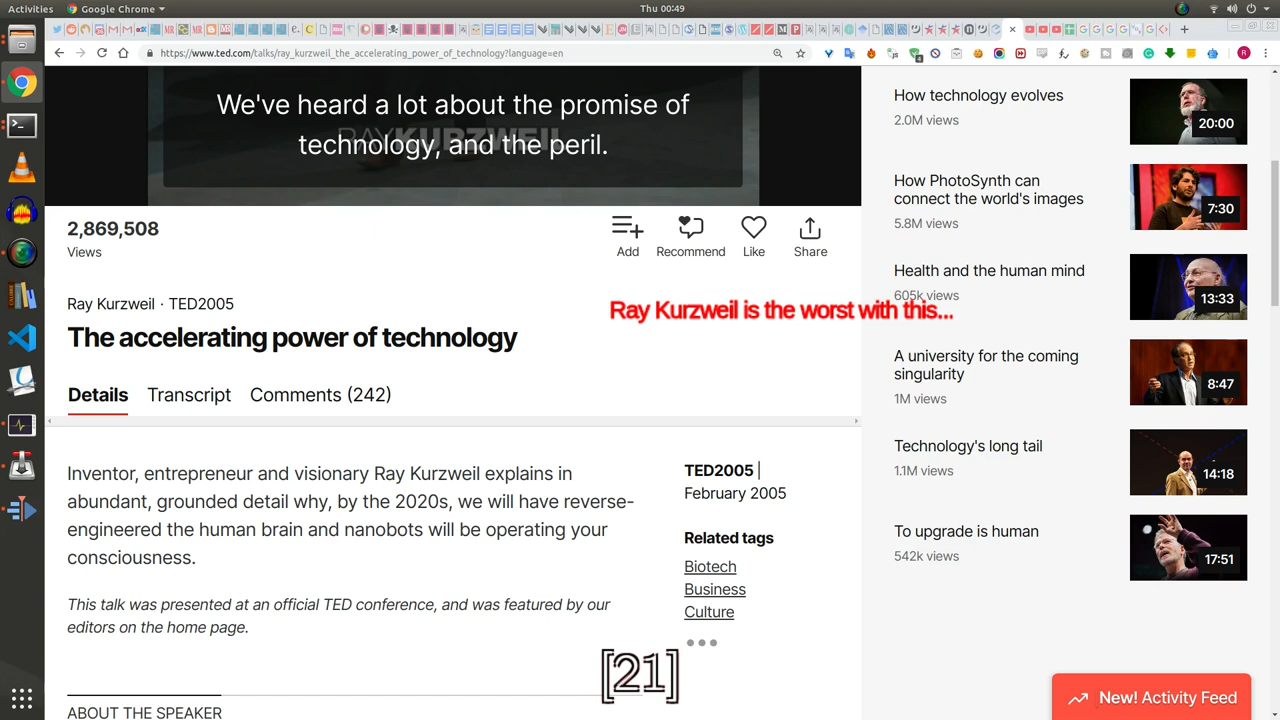 Activities
Google Chrome
Thu 00:49
https://www.ted.com/talks/ray_kurzweil_the_accelerating_power_of_technology?language=en
We've heard a lot about the promise of
technology, and the peril.
RAY KURZWEIL
2,869,508
Views
Add
Recommend
Like
Share
Ray Kurzweil · TED2005
The accelerating power of technology
Ray Kurzweil is the worst with this...
Details
Transcript
Comments (242)
Inventor, entrepreneur and visionary Ray Kurzweil explains in
abundant, grounded detail why, by the 2020s, we will have reverse-
engineered the human brain and nanobots will be operating your
consciousness.
This talk was presented at an official TED conference, and was featured by our
editors on the home page.
TED2005 |
February 2005
Related tags
Biotech
Business
Culture
[21]
ABOUT THE SPEAKER
How technology evolves
2.0M views
20:00
How PhotoSynth can
connect the world's images
5.8M views
7:30
Health and the human mind
605k views
13:33
A university for the coming
singularity
1M views
8:47
Technology's long tail
1.1M views
14:18
To upgrade is human
542k views
17:51
New! Activity Feed